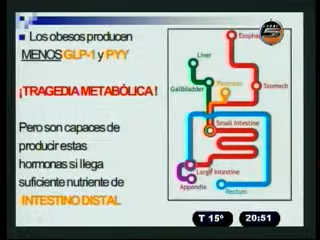 Los obesos producen
MENOS GLP-1 y PYY
¡TRAGEDIA METABÓLICA!
Pero son capaces de
producir estas
hormonas si llega
suficiente nutriente de
INTESTINO DISTAL
Esophagus
Liver
Gallbladder
Pancreas
Stomach
Small Intestine
Large Intestine
Appendix
Rectum
T 15°
20:51